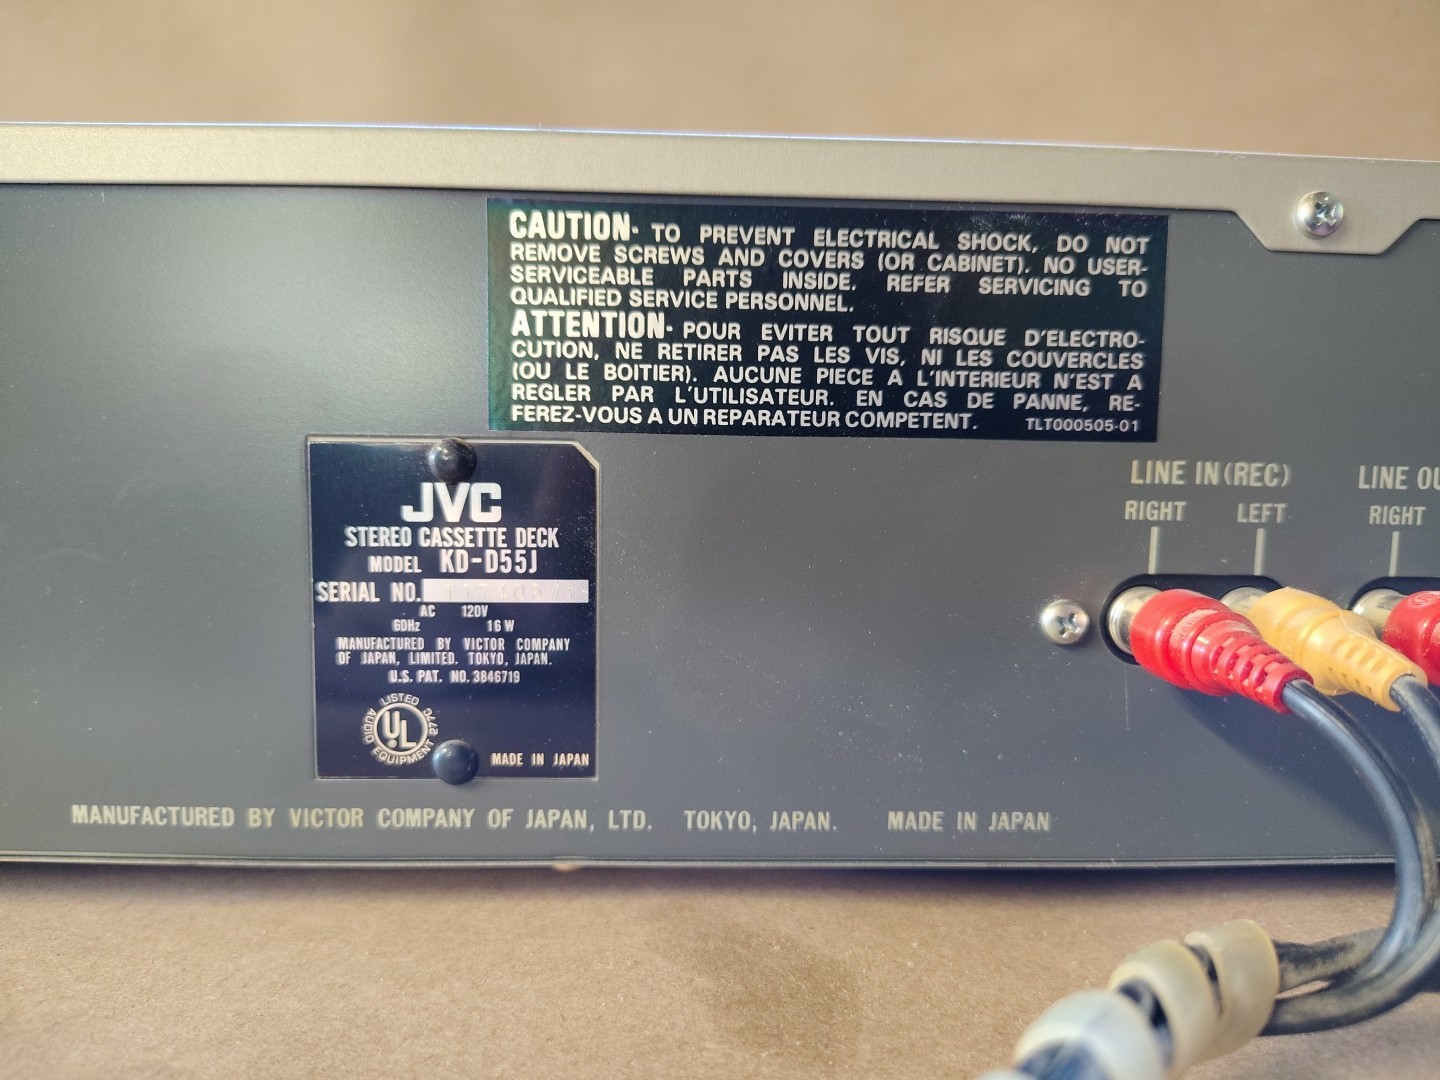 CAUTION- TO PREVENT ELECTRICAL SHOCK, DO NOT
REMOVE SCREWS AND COVERS (OR CABINET). NO USER-
SERVICEABLE PARTS INSIDE. REFER SERVICING TO
QUALIFIED SERVICE PERSONNEL.
ATTENTION- POUR EVITER TOUT RISQUE D'ELECTRO-
CUTION, NE RETIRER PAS LES VIS, NI LES COUVERCLES
(OU LE BOITIER). AUCUNE PIECE A L'INTERIEUR N'EST A
REGLER PAR L'UTILISATEUR. EN CAS DE PANNE, RE-
FEREZ-VOUS A UN REPARATEUR COMPETENT. TLT000505-01
JVC
STEREO CASSETTE DECK
MODEL KD-D55J
SERIAL NO.
AC 120V
60Hz 16W
MANUFACTURED BY VICTOR COMPANY
OF JAPAN, LIMITED. TOKYO, JAPAN.
U.S. PAT. NO. 3846719
LISTED
UL
AUDIO EQUIPMENT 277C
MADE IN JAPAN
LINE IN (REC)
RIGHT LEFT
LINE OU
RIGHT
MANUFACTURED BY VICTOR COMPANY OF JAPAN, LTD. TOKYO, JAPAN. MADE IN JAPAN